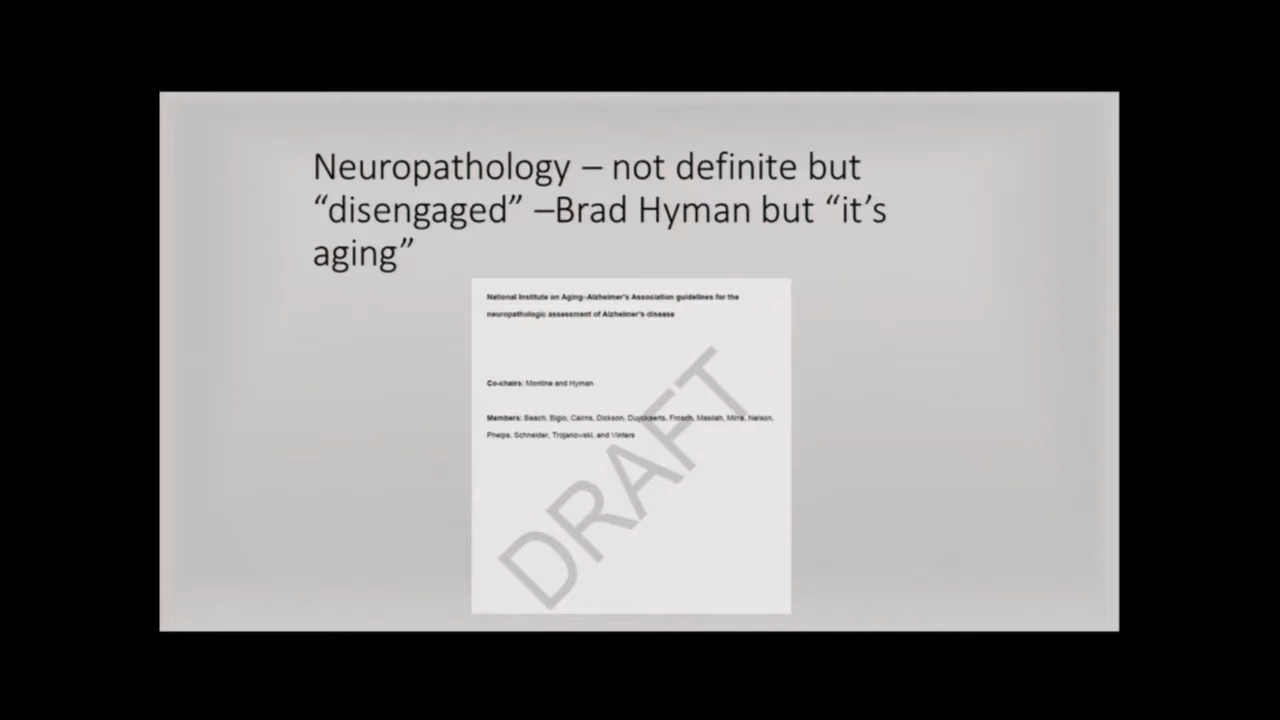 Neuropathology – not definite but
“disengaged” –Brad Hyman but “it’s
aging”
National Institute on Aging–Alzheimer's Association guidelines for the
neuropathologic assessment of Alzheimer's disease
Co-chairs: Montine and Hyman
Members: Beach, Bigio, Cairns, Dickson, Duyckaerts, Frosch, Masliah, Mirra, Nelson,
Phelps, Schneider, Trojanowski, and Vinters
DRAFT